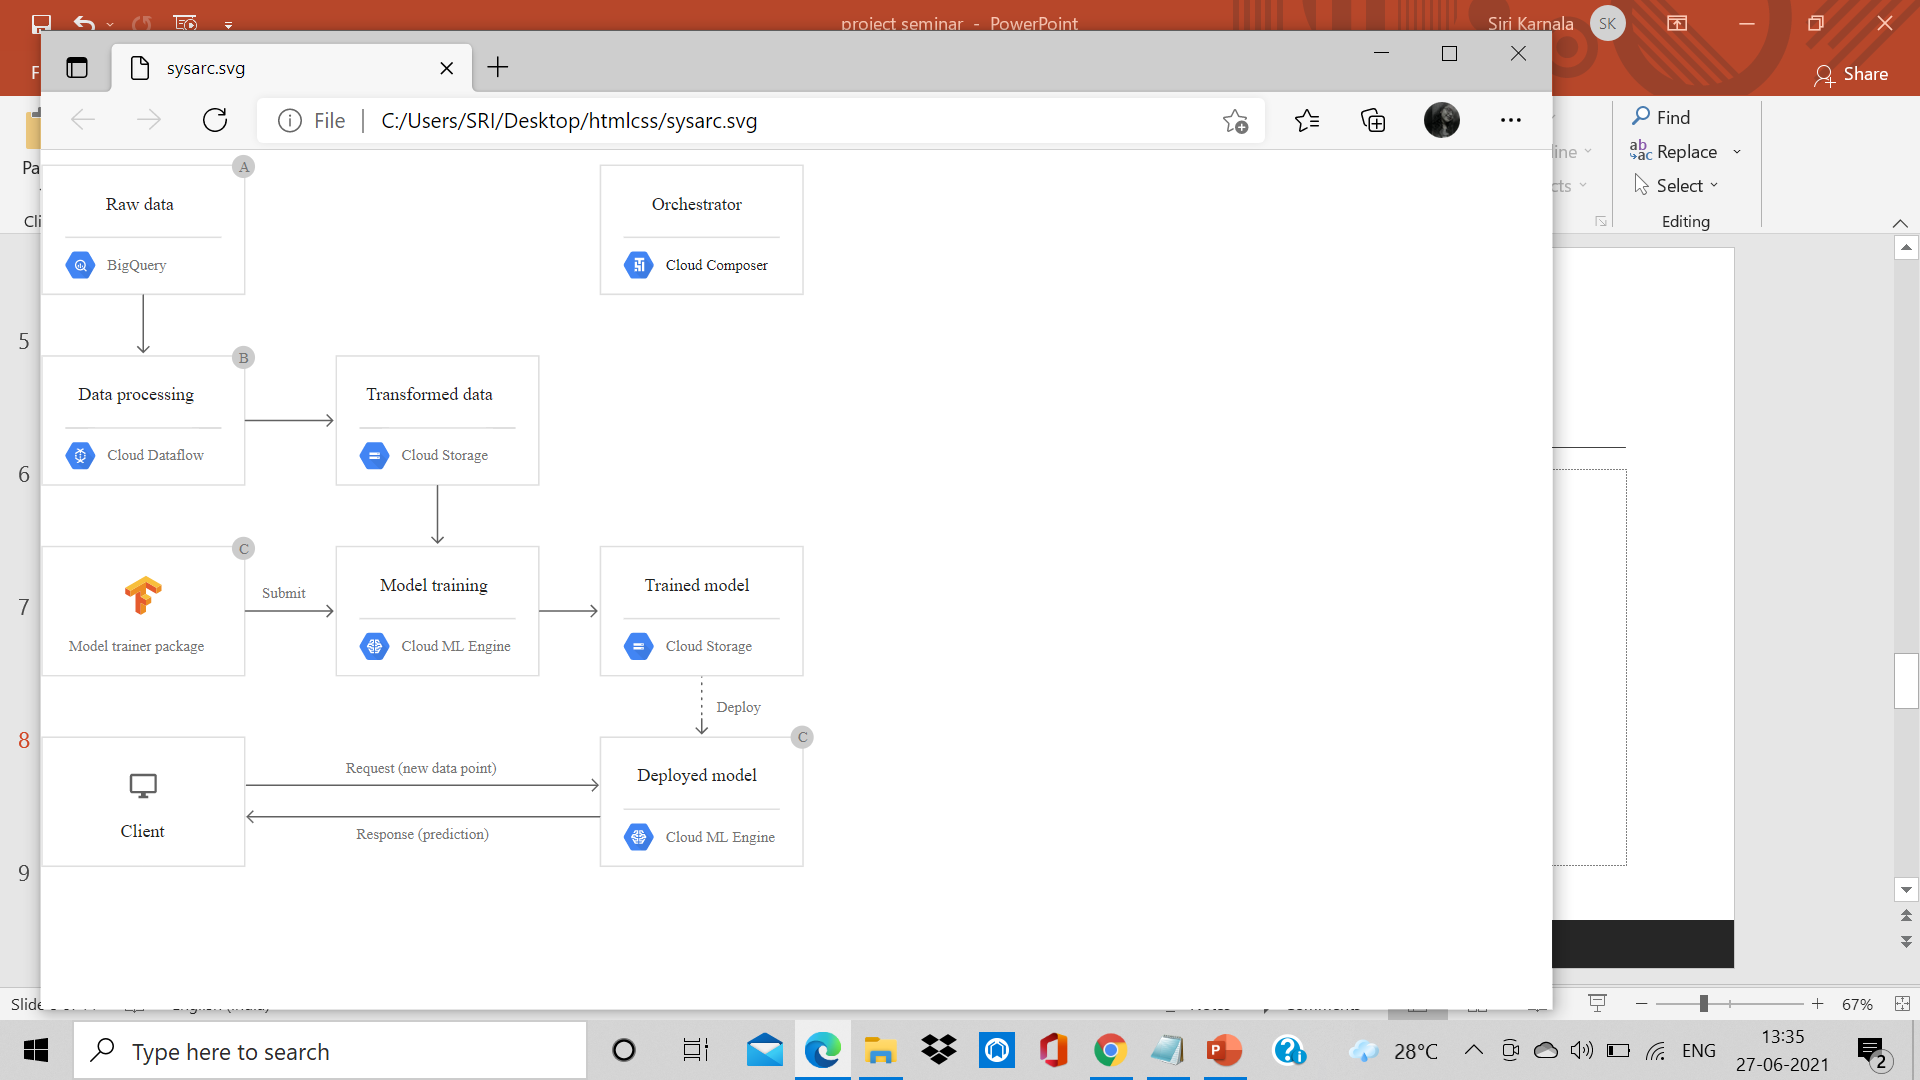 project seminar - PowerPoint
Siri Karnala
SK
Share
sysarc.svg
File
C:/Users/SRI/Desktop/htmlcss/sysarc.svg
Find
Replace
Select
Editing
A
Raw data
BigQuery
Orchestrator
Cloud Composer
B
Data processing
Cloud Dataflow
Transformed data
Cloud Storage
C
Model trainer package
Submit
Model training
Cloud ML Engine
Trained model
Cloud Storage
Deploy
C
Client
Request (new data point)
Response (prediction)
Deployed model
Cloud ML Engine
5
6
7
8
9
67%
Type here to search
28°C
ENG
13:35
27-06-2021
2